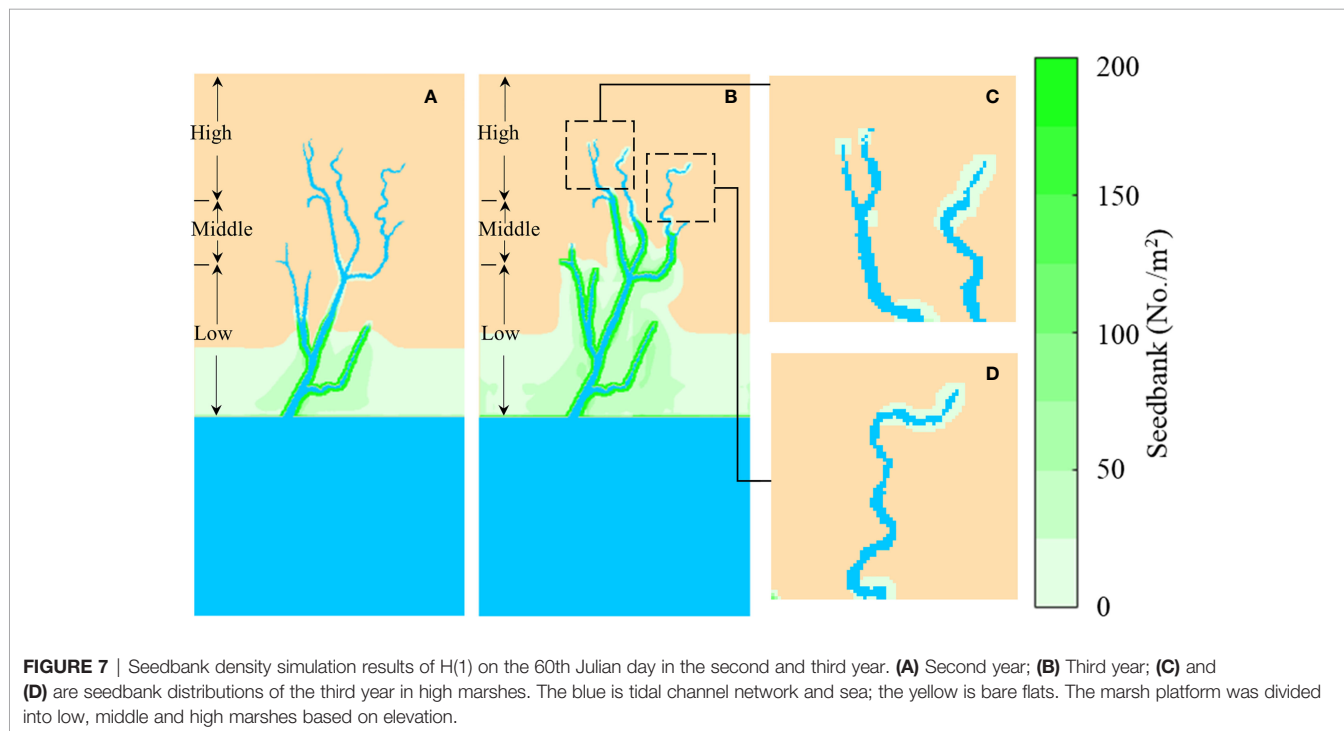 A
High
Middle
Low
B
High
Middle
Low
C
D
200
150
100
50
0
Seedbank (No./m²)
FIGURE 7 | Seedbank density simulation results of H(1) on the 60th Julian day in the second and third year. (A) Second year; (B) Third year; (C) and
(D) are seedbank distributions of the third year in high marshes. The blue is tidal channel network and sea; the yellow is bare flats. The marsh platform was divided
into low, middle and high marshes based on elevation.